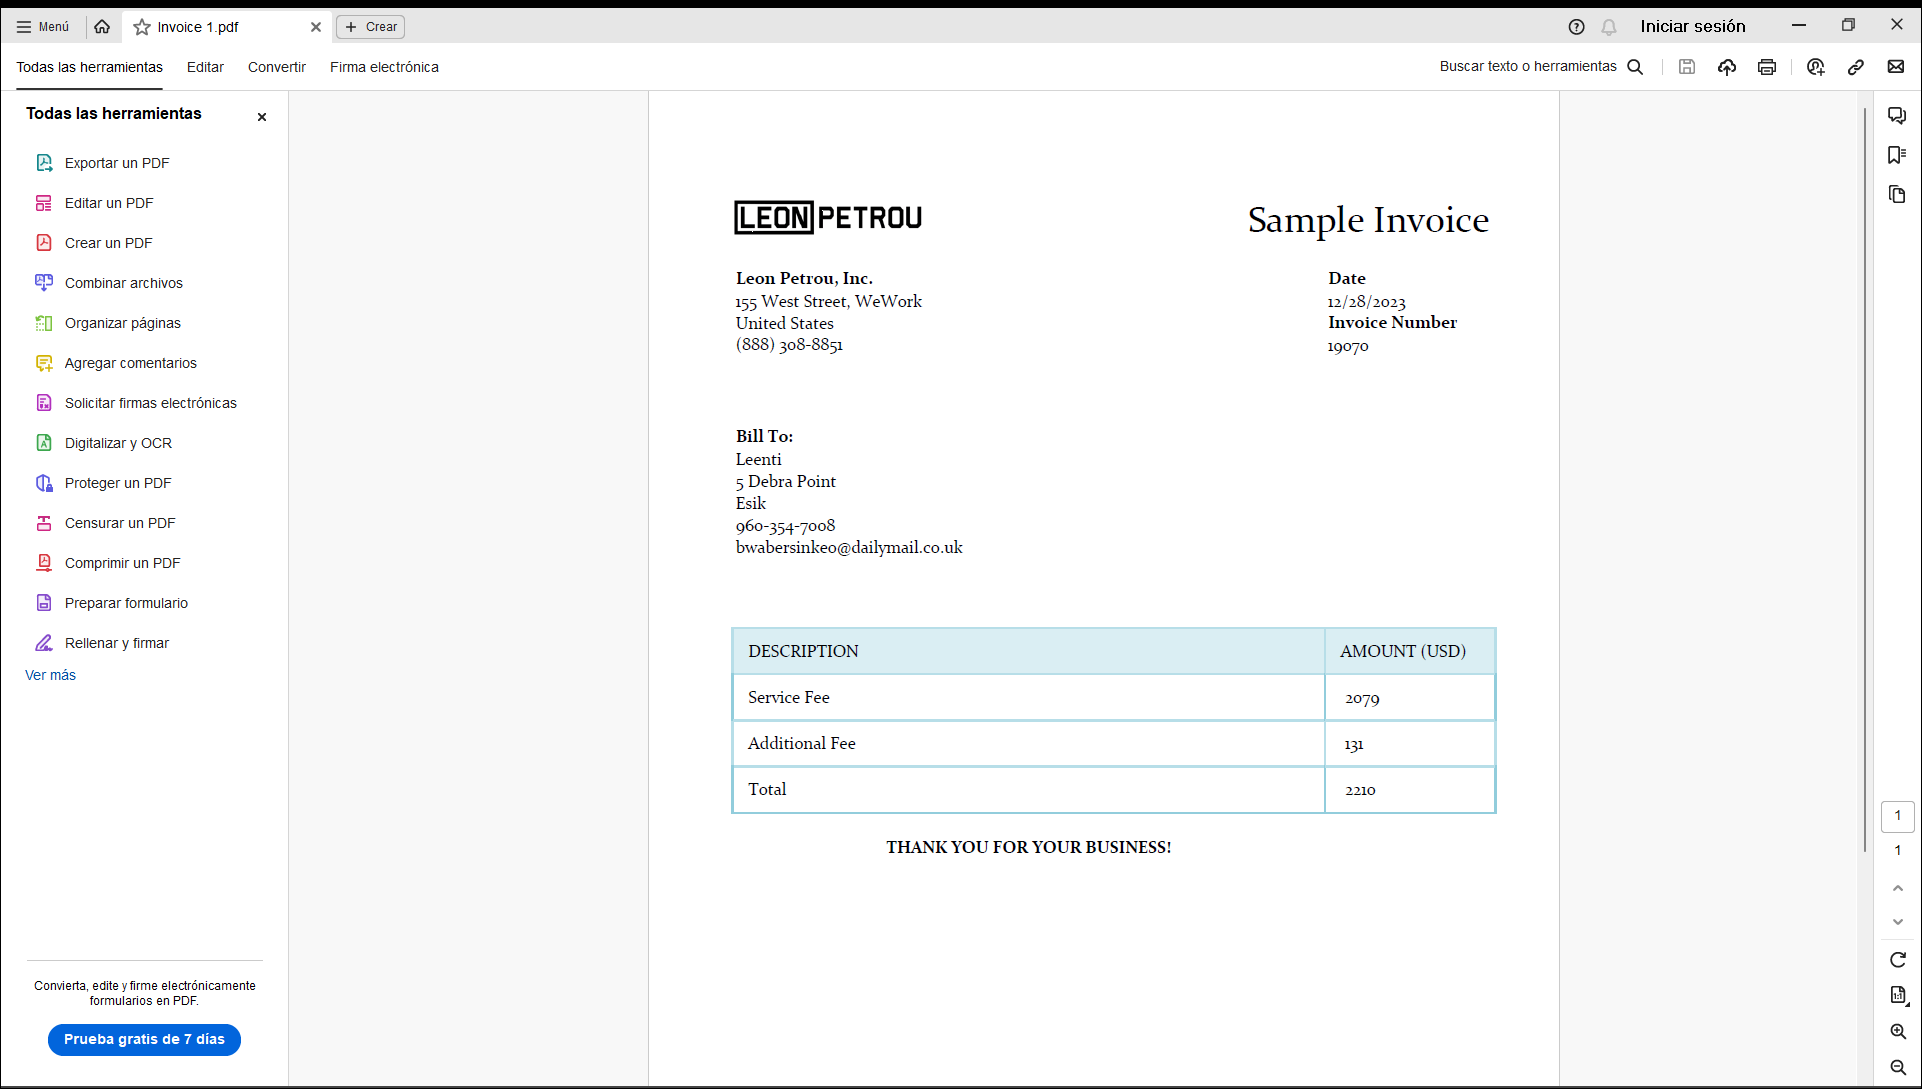 Menú
Invoice 1.pdf
Crear
Iniciar sesión
Todas las herramientas
Editar
Convertir
Firma electrónica
Buscar texto o herramientas
Todas las herramientas
Exportar un PDF
Editar un PDF
Crear un PDF
Combinar archivos
Organizar páginas
Agregar comentarios
Solicitar firmas electrónicas
Digitalizar y OCR
Proteger un PDF
Censurar un PDF
Comprimir un PDF
Preparar formulario
Rellenar y firmar
Ver más
Convierta, edite y firme electrónicamente
formularios en PDF.
Prueba gratis de 7 días
LEON PETROU
Sample Invoice
Leon Petrou, Inc.
155 West Street, WeWork
United States
(888) 308-8851
Date
12/28/2023
Invoice Number
19070
Bill To:
Leenti
5 Debra Point
Esik
960-354-7008
bwabersinkeo@dailymail.co.uk
DESCRIPTION AMOUNT (USD)
Service Fee 2079
Additional Fee 131
Total 2210
THANK YOU FOR YOUR BUSINESS!
1
1